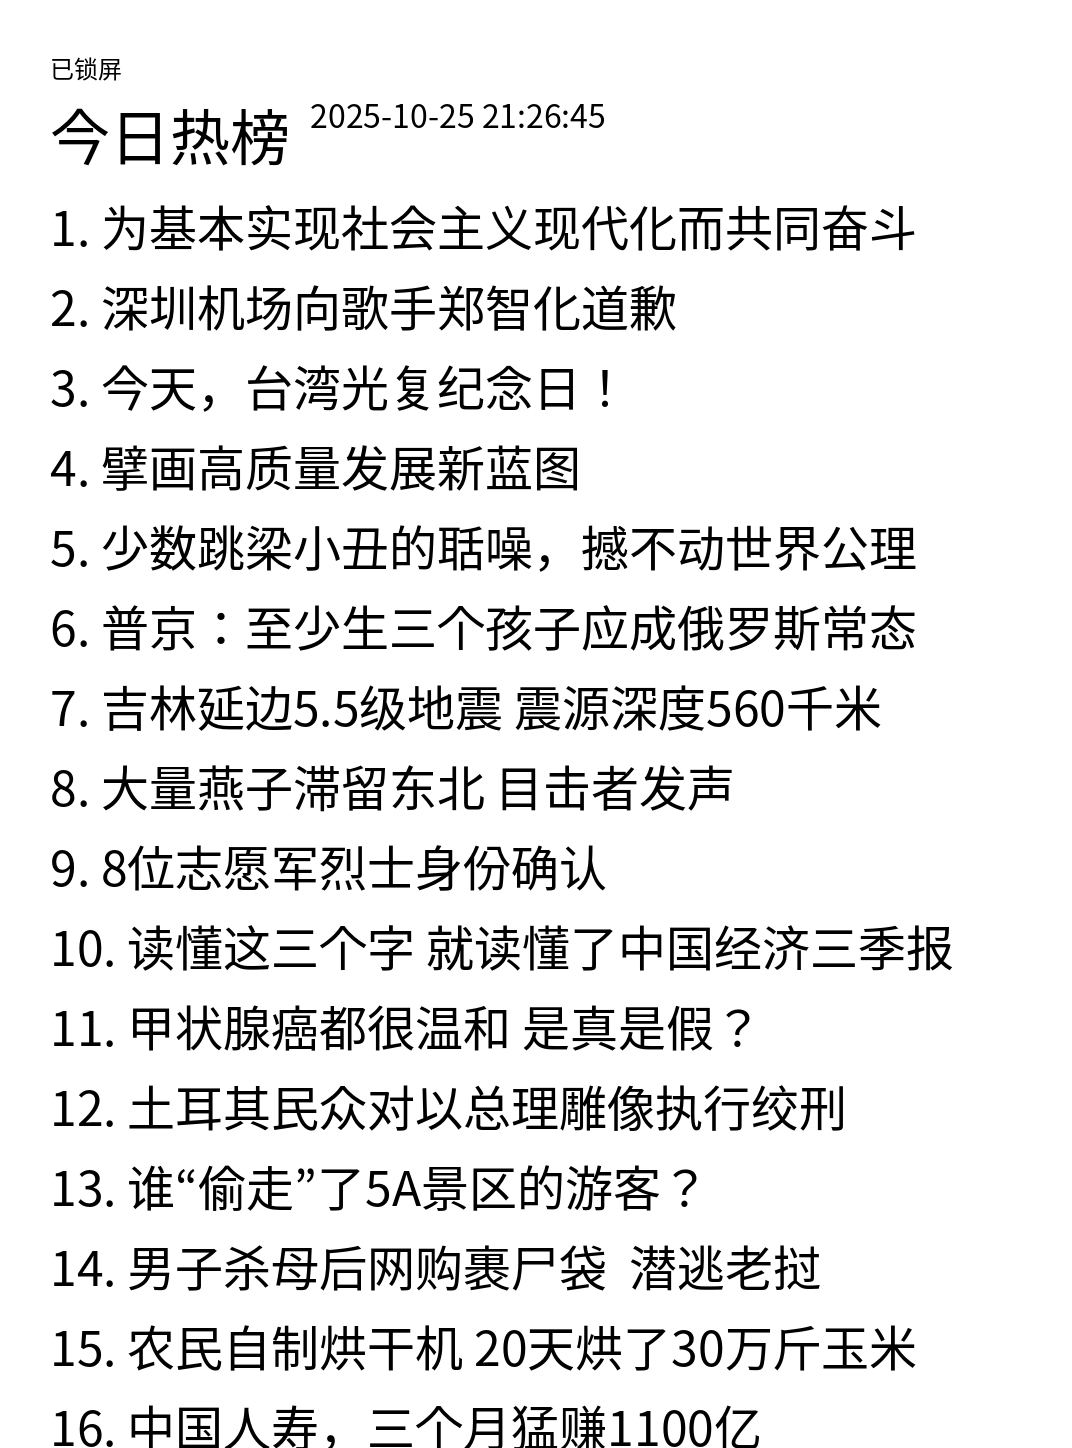 已锁屏
今日热榜 2025-10-25 21:26:45
1. 为基本实现社会主义现代化而共同奋斗
2. 深圳机场向歌手郑智化道歉
3. 今天，台湾光复纪念日！
4. 擘画高质量发展新蓝图
5. 少数跳梁小丑的聒噪，撼不动世界公理
6. 普京：至少生三个孩子应成俄罗斯常态
7. 吉林延边5.5级地震 震源深度560千米
8. 大量燕子滞留东北 目击者发声
9. 8位志愿军烈士身份确认
10. 读懂这三个字 就读懂了中国经济三季报
11. 甲状腺癌都很温和 是真是假？
12. 土耳其民众对以总理雕像执行绞刑
13. 谁“偷走”了5A景区的游客？
14. 男子杀母后网购裹尸袋  潜逃老挝
15. 农民自制烘干机 20天烘了30万斤玉米
16. 中国人寿，三个月猛赚1100亿